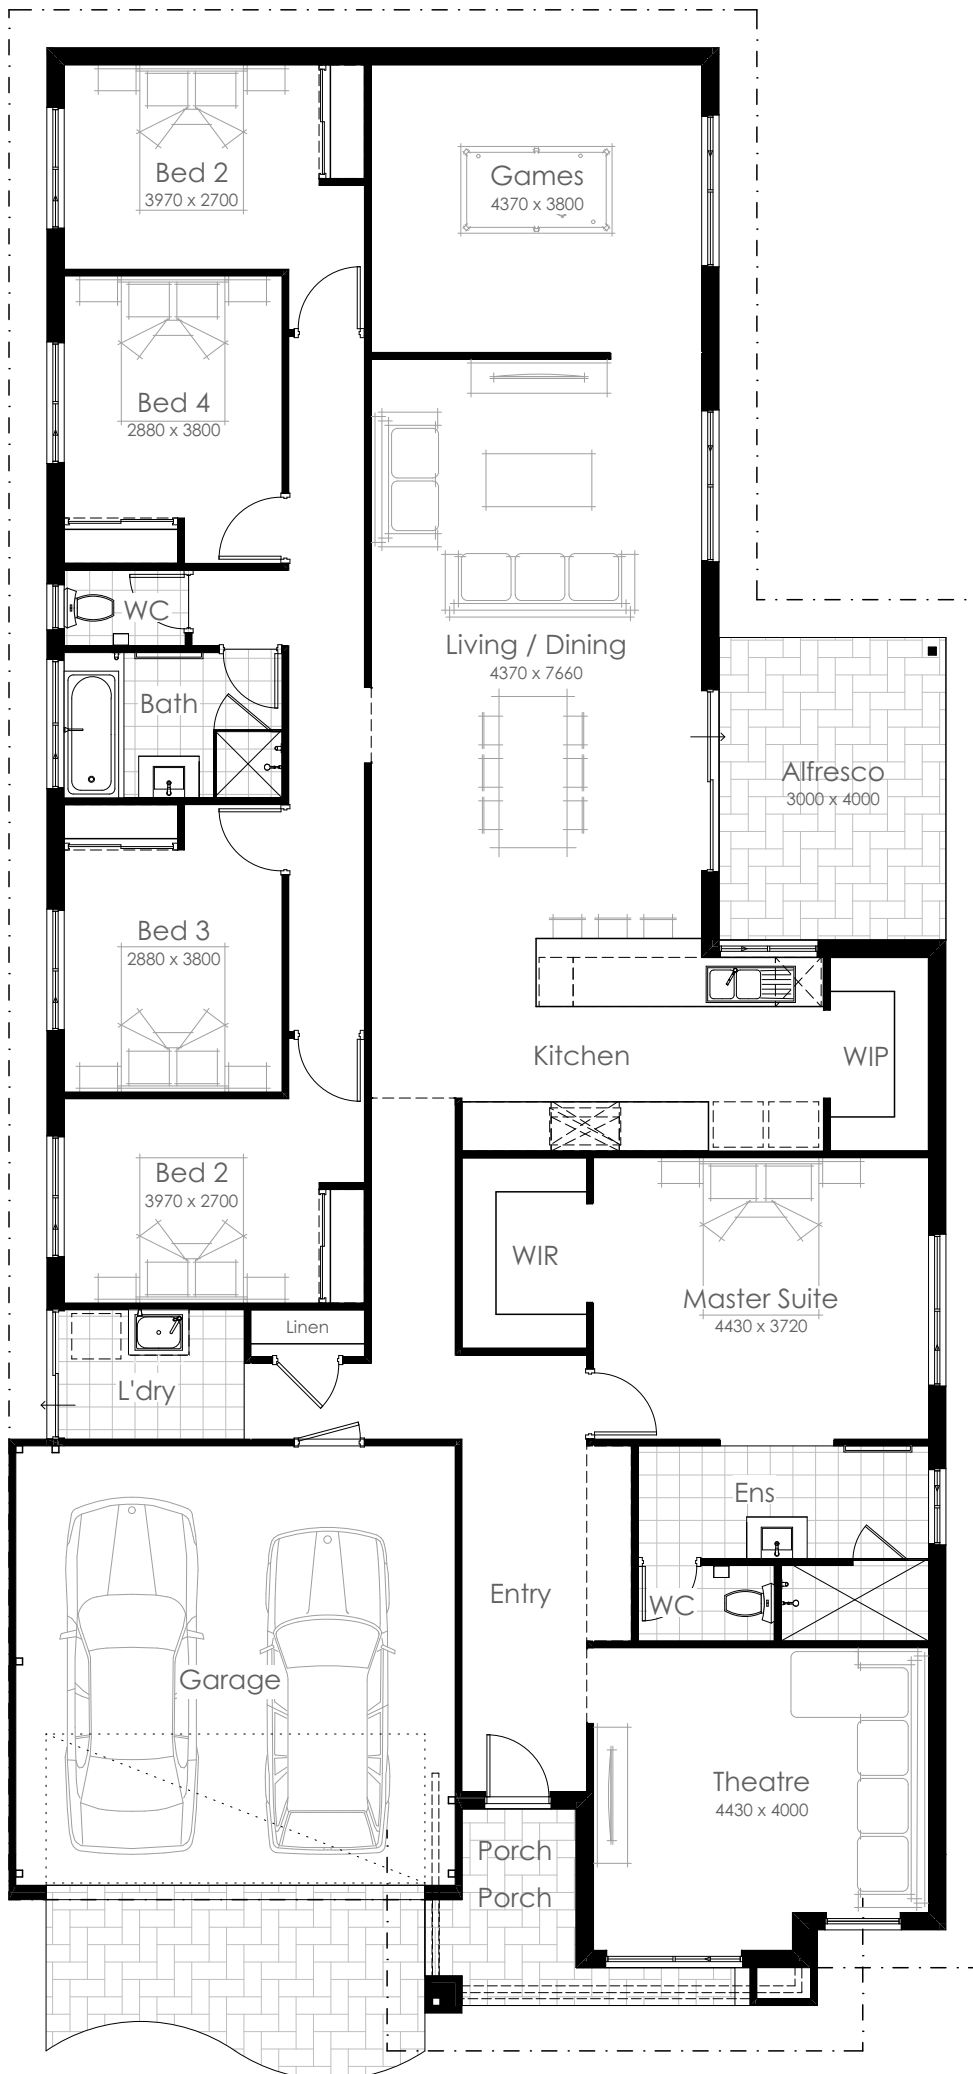 Bed 2
3970 x 2700
Games
4370 x 3800
Bed 4
2880 x 3800
WC
Living / Dining
4370 x 7660
Bath
Alfresco
3000 x 4000
Bed 3
2880 x 3800
Kitchen
WIP
Bed 2
3970 x 2700
WIR
Master Suite
4430 x 3720
Linen
L'dry
Ens
Entry
WC
Garage
Theatre
4430 x 4000
Porch
Porch